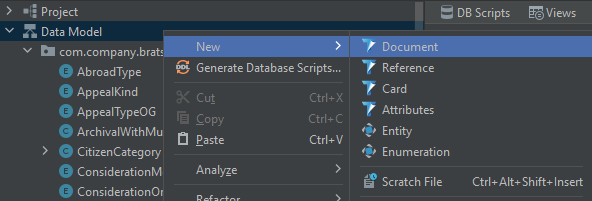 Project
Data Model
com.company.brats
AbroadType
AppealKind
AppealTypeOG
ArchivalWithMu
CitizenCategory
ConsiderationM
ConsiderationOr
DB Scripts
Views
New
Generate Database Scripts...
Cut Ctrl+X
Copy Ctrl+C
Paste Ctrl+V
Analyze
Refactor
Document
Reference
Card
Attributes
Entity
Enumeration
Scratch File Ctrl+Alt+Shift+Insert